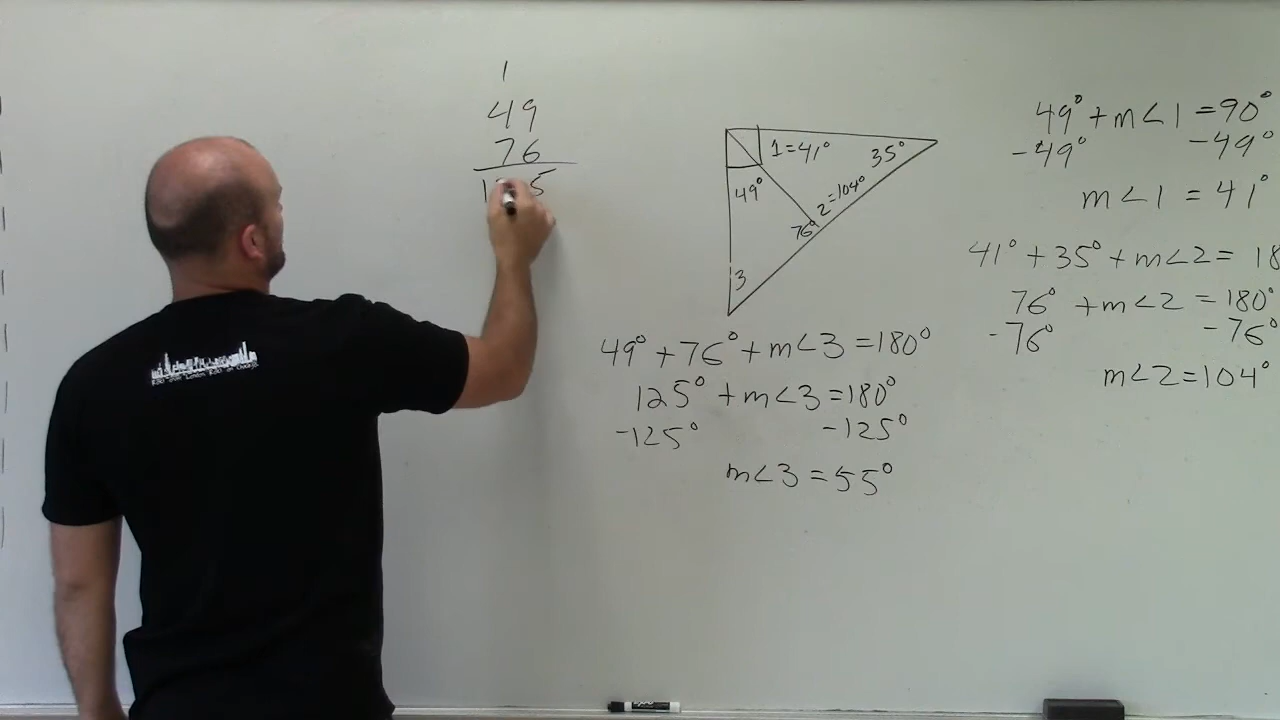 1
49
76
1 5
1=41°
35°
49°
2=104°
76°
3
49°+76°+m<3=180°
125°+m<3=180°
-125° -125°
m<3=55°
49°+m<1=90°
-49° -49°
m<1=41°
41°+35°+m<2=18
76°+m<2=180°
-76° -76°
m<2=104°